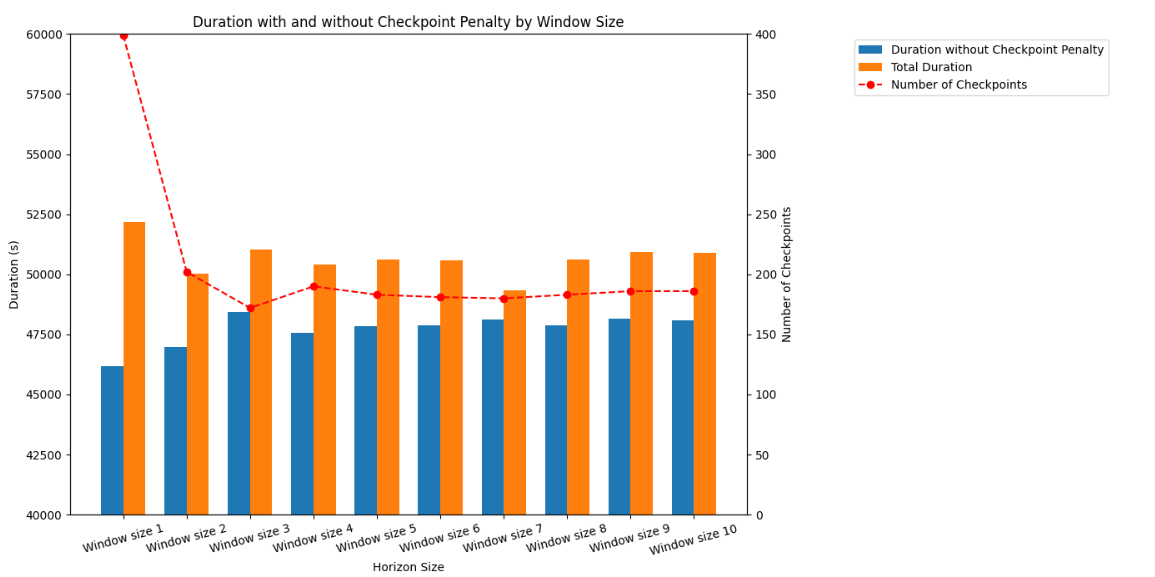 Duration with and without Checkpoint Penalty by Window Size
60000
57500
55000
52500
50000
47500
45000
42500
40000
Duration (s)
400
350
300
250
200
150
100
50
0
Number of Checkpoints
Window size 1
Window size 2
Window size 3
Window size 4
Window size 5
Window size 6
Window size 7
Window size 8
Window size 9
Window size 10
Horizon Size
Duration without Checkpoint Penalty
Total Duration
Number of Checkpoints